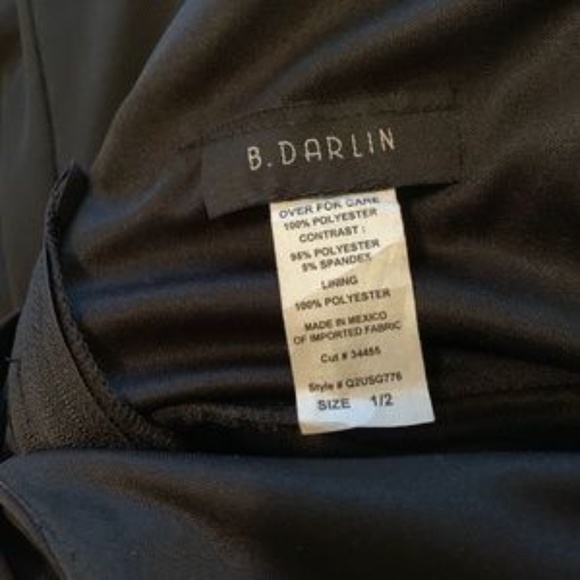 B. DARLIN
OVER FOR CARE
100% POLYESTER
CONTRAST :
95% POLYESTER
5% SPANDEX
LINING
100% POLYESTER
MADE IN MEXICO
OF IMPORTED FABRIC
Cut # 34455
Style # Q2USG776
SIZE 1/2